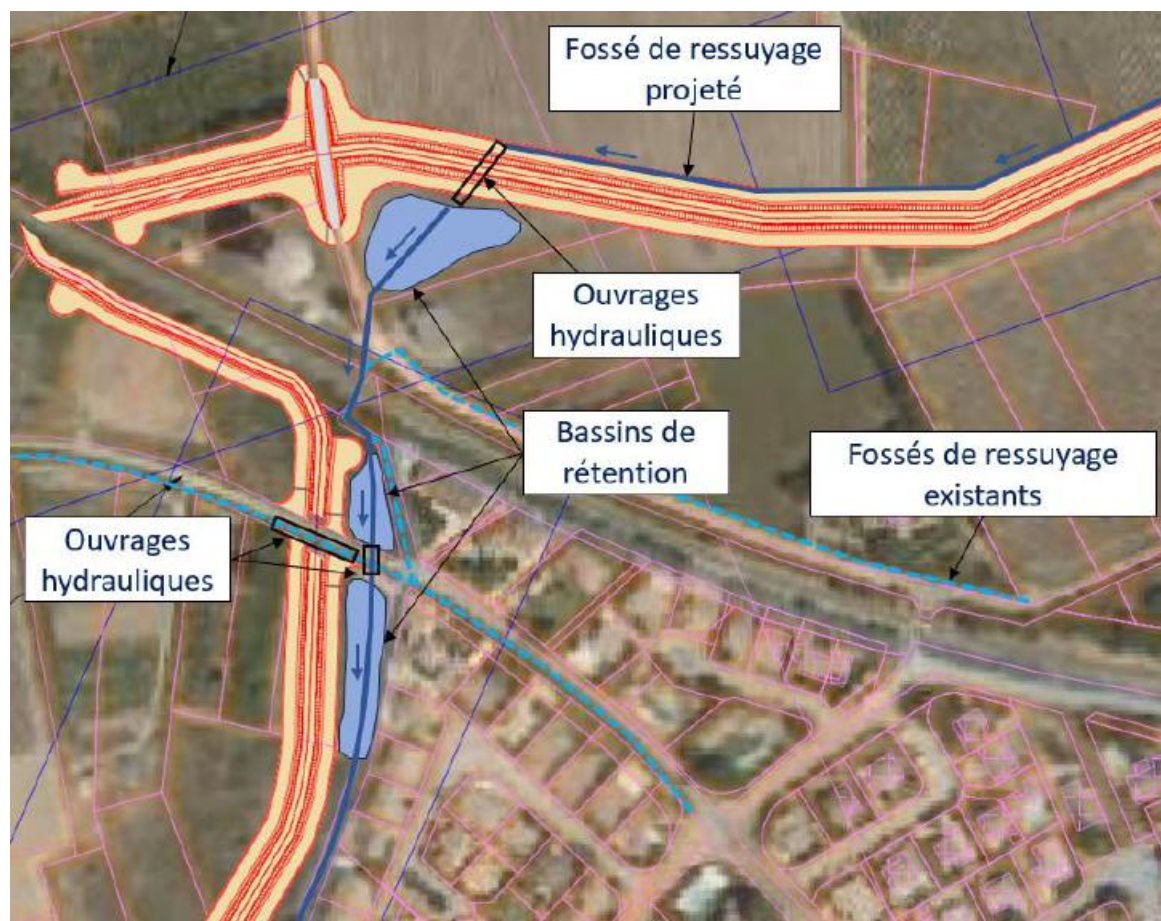 Fossé de ressuyage
projeté
Ouvrages
hydrauliques
Bassins de
rétention
Fossés de ressuyage
existants
Ouvrages
hydrauliques